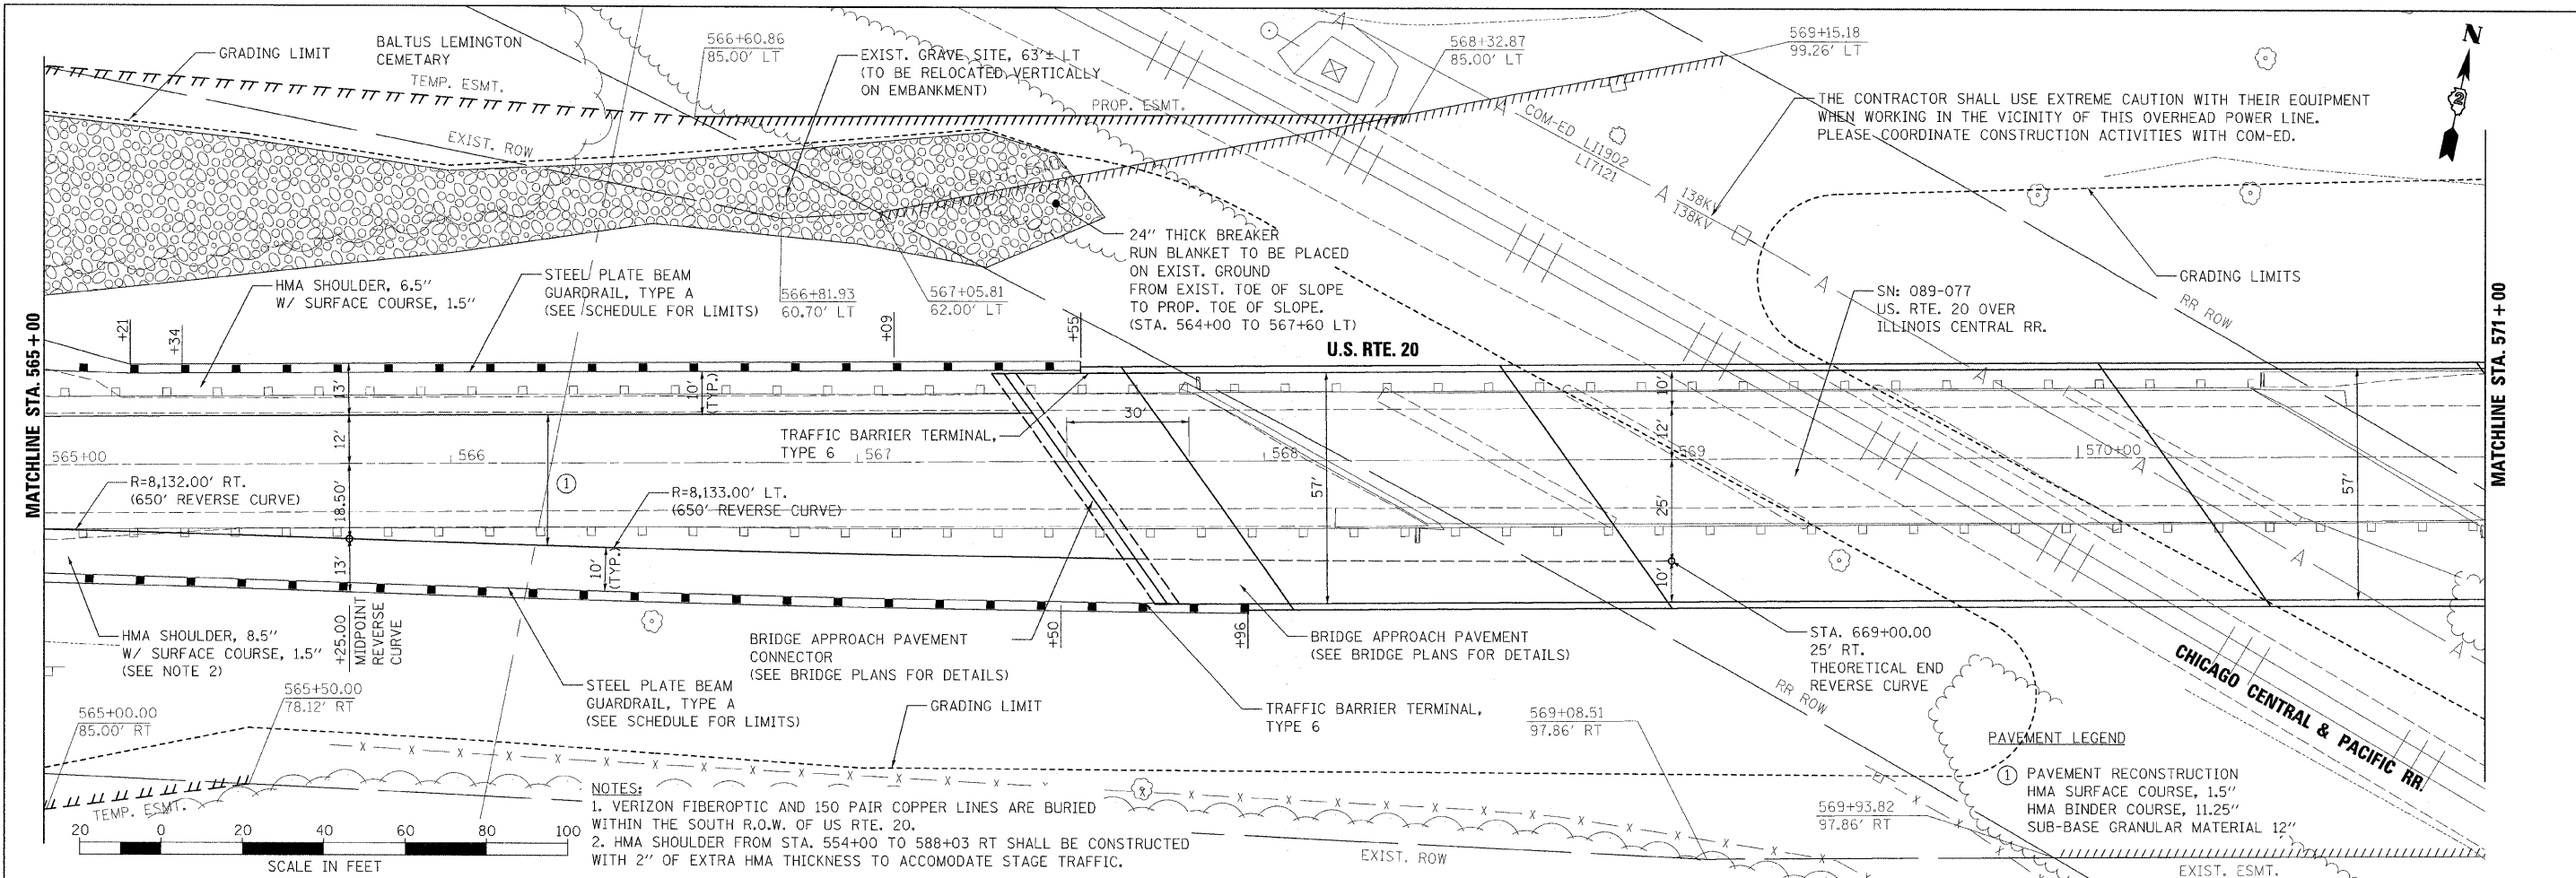 GRADING LIMIT
BALTUS LEMINGTON
CEMETARY
TEMP. ESMT.
EXIST. ROW
566+60.86
85.00' LT
EXIST. GRAVE SITE, 63'± LT
(TO BE RELOCATED VERTICALLY
ON EMBANKMENT)
PROP. ESMT.
568+32.87
85.00' LT
569+15.18
99.26' LT
COM-ED
LI1902
LI7121
A
A
A
138KV
138KV
THE CONTRACTOR SHALL USE EXTREME CAUTION WITH THEIR EQUIPMENT
WHEN WORKING IN THE VICINITY OF THIS OVERHEAD POWER LINE.
PLEASE COORDINATE CONSTRUCTION ACTIVITIES WITH COM-ED.
N
2
HMA SHOULDER, 6.5"
W/ SURFACE COURSE, 1.5"
STEEL PLATE BEAM
GUARDRAIL, TYPE A
(SEE SCHEDULE FOR LIMITS)
566+81.93
60.70' LT
567+05.81
62.00' LT
24" THICK BREAKER
RUN BLANKET TO BE PLACED
ON EXIST. GROUND
FROM EXIST. TOE OF SLOPE
TO PROP. TOE OF SLOPE.
(STA. 564+00 TO 567+60 LT)
SN: 089-077
US. RTE. 20 OVER
ILLINOIS CENTRAL RR.
GRADING LIMITS
RR ROW
MATCHLINE STA. 565+00
MATCHLINE STA. 571+00
+21
+34
+09
+55
U.S. RTE. 20
A
A
13'
10'
(TYP.)
10'
12'
30'
12'
TRAFFIC BARRIER TERMINAL,
TYPE 6
565+00
566
567
568
569
570+00
A
R=8,132.00' RT.
(650' REVERSE CURVE)
18.50'
1
R=8,133.00' LT.
(650' REVERSE CURVE)
57'
25'
57'
13'
10'
(TYP.)
10'
A
HMA SHOULDER, 8.5"
W/ SURFACE COURSE, 1.5"
(SEE NOTE 2)
+25.00
MIDPOINT
REVERSE
CURVE
BRIDGE APPROACH PAVEMENT
CONNECTOR
(SEE BRIDGE PLANS FOR DETAILS)
+50
+96
BRIDGE APPROACH PAVEMENT
(SEE BRIDGE PLANS FOR DETAILS)
STA. 669+00.00
25' RT.
THEORETICAL END
REVERSE CURVE
A
CHICAGO CENTRAL & PACIFIC RR.
565+00.00
85.00' RT
565+50.00
78.12' RT
STEEL PLATE BEAM
GUARDRAIL, TYPE A
(SEE SCHEDULE FOR LIMITS)
GRADING LIMIT
TRAFFIC BARRIER TERMINAL,
TYPE 6
569+08.51
97.86' RT
RR ROW
PAVEMENT LEGEND
1 PAVEMENT RECONSTRUCTION
HMA SURFACE COURSE, 1.5"
HMA BINDER COURSE, 11.25"
SUB-BASE GRANULAR MATERIAL 12"
TEMP. ESMT.
NOTES:
1. VERIZON FIBEROPTIC AND 150 PAIR COPPER LINES ARE BURIED
WITHIN THE SOUTH R.O.W. OF US RTE. 20.
2. HMA SHOULDER FROM STA. 554+00 TO 588+03 RT SHALL BE CONSTRUCTED
WITH 2" OF EXTRA HMA THICKNESS TO ACCOMODATE STAGE TRAFFIC.
569+93.82
97.86' RT
EXIST. ROW
EXIST. ESMT.
20 0 20 40 60 80 100
SCALE IN FEET